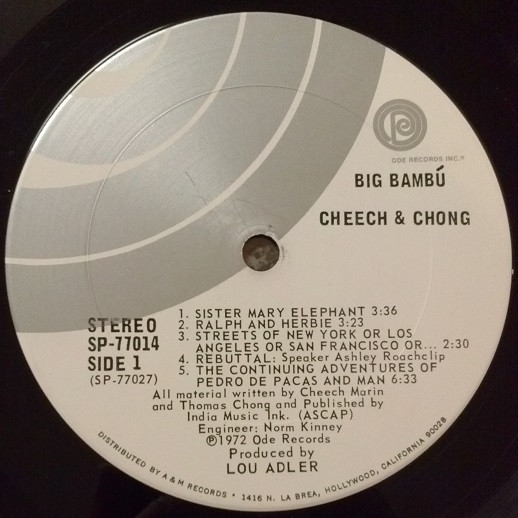 ODE RECORDS INC.®
BIG BAMBÚ
CHEECH & CHONG
STEREO
SP-77014
SIDE 1
(SP-77027)
1. SISTER MARY ELEPHANT 3:36
2. RALPH AND HERBIE 3:23
3. STREETS OF NEW YORK OR LOS
ANGELES OR SAN FRANCISCO OR... 2:30
4. REBUTTAL: Speaker Ashley Roachclip
5. THE CONTINUING ADVENTURES OF
PEDRO DE PACAS AND MAN 6:33
All material written by Cheech Marin
and Thomas Chong and Published by
India Music Ink. (ASCAP)
Engineer: Norm Kinney
℗1972 Ode Records
Produced by
LOU ADLER
DISTRIBUTED BY A & M RECORDS • 1416 N. LA BREA, HOLLYWOOD, CALIFORNIA 90028